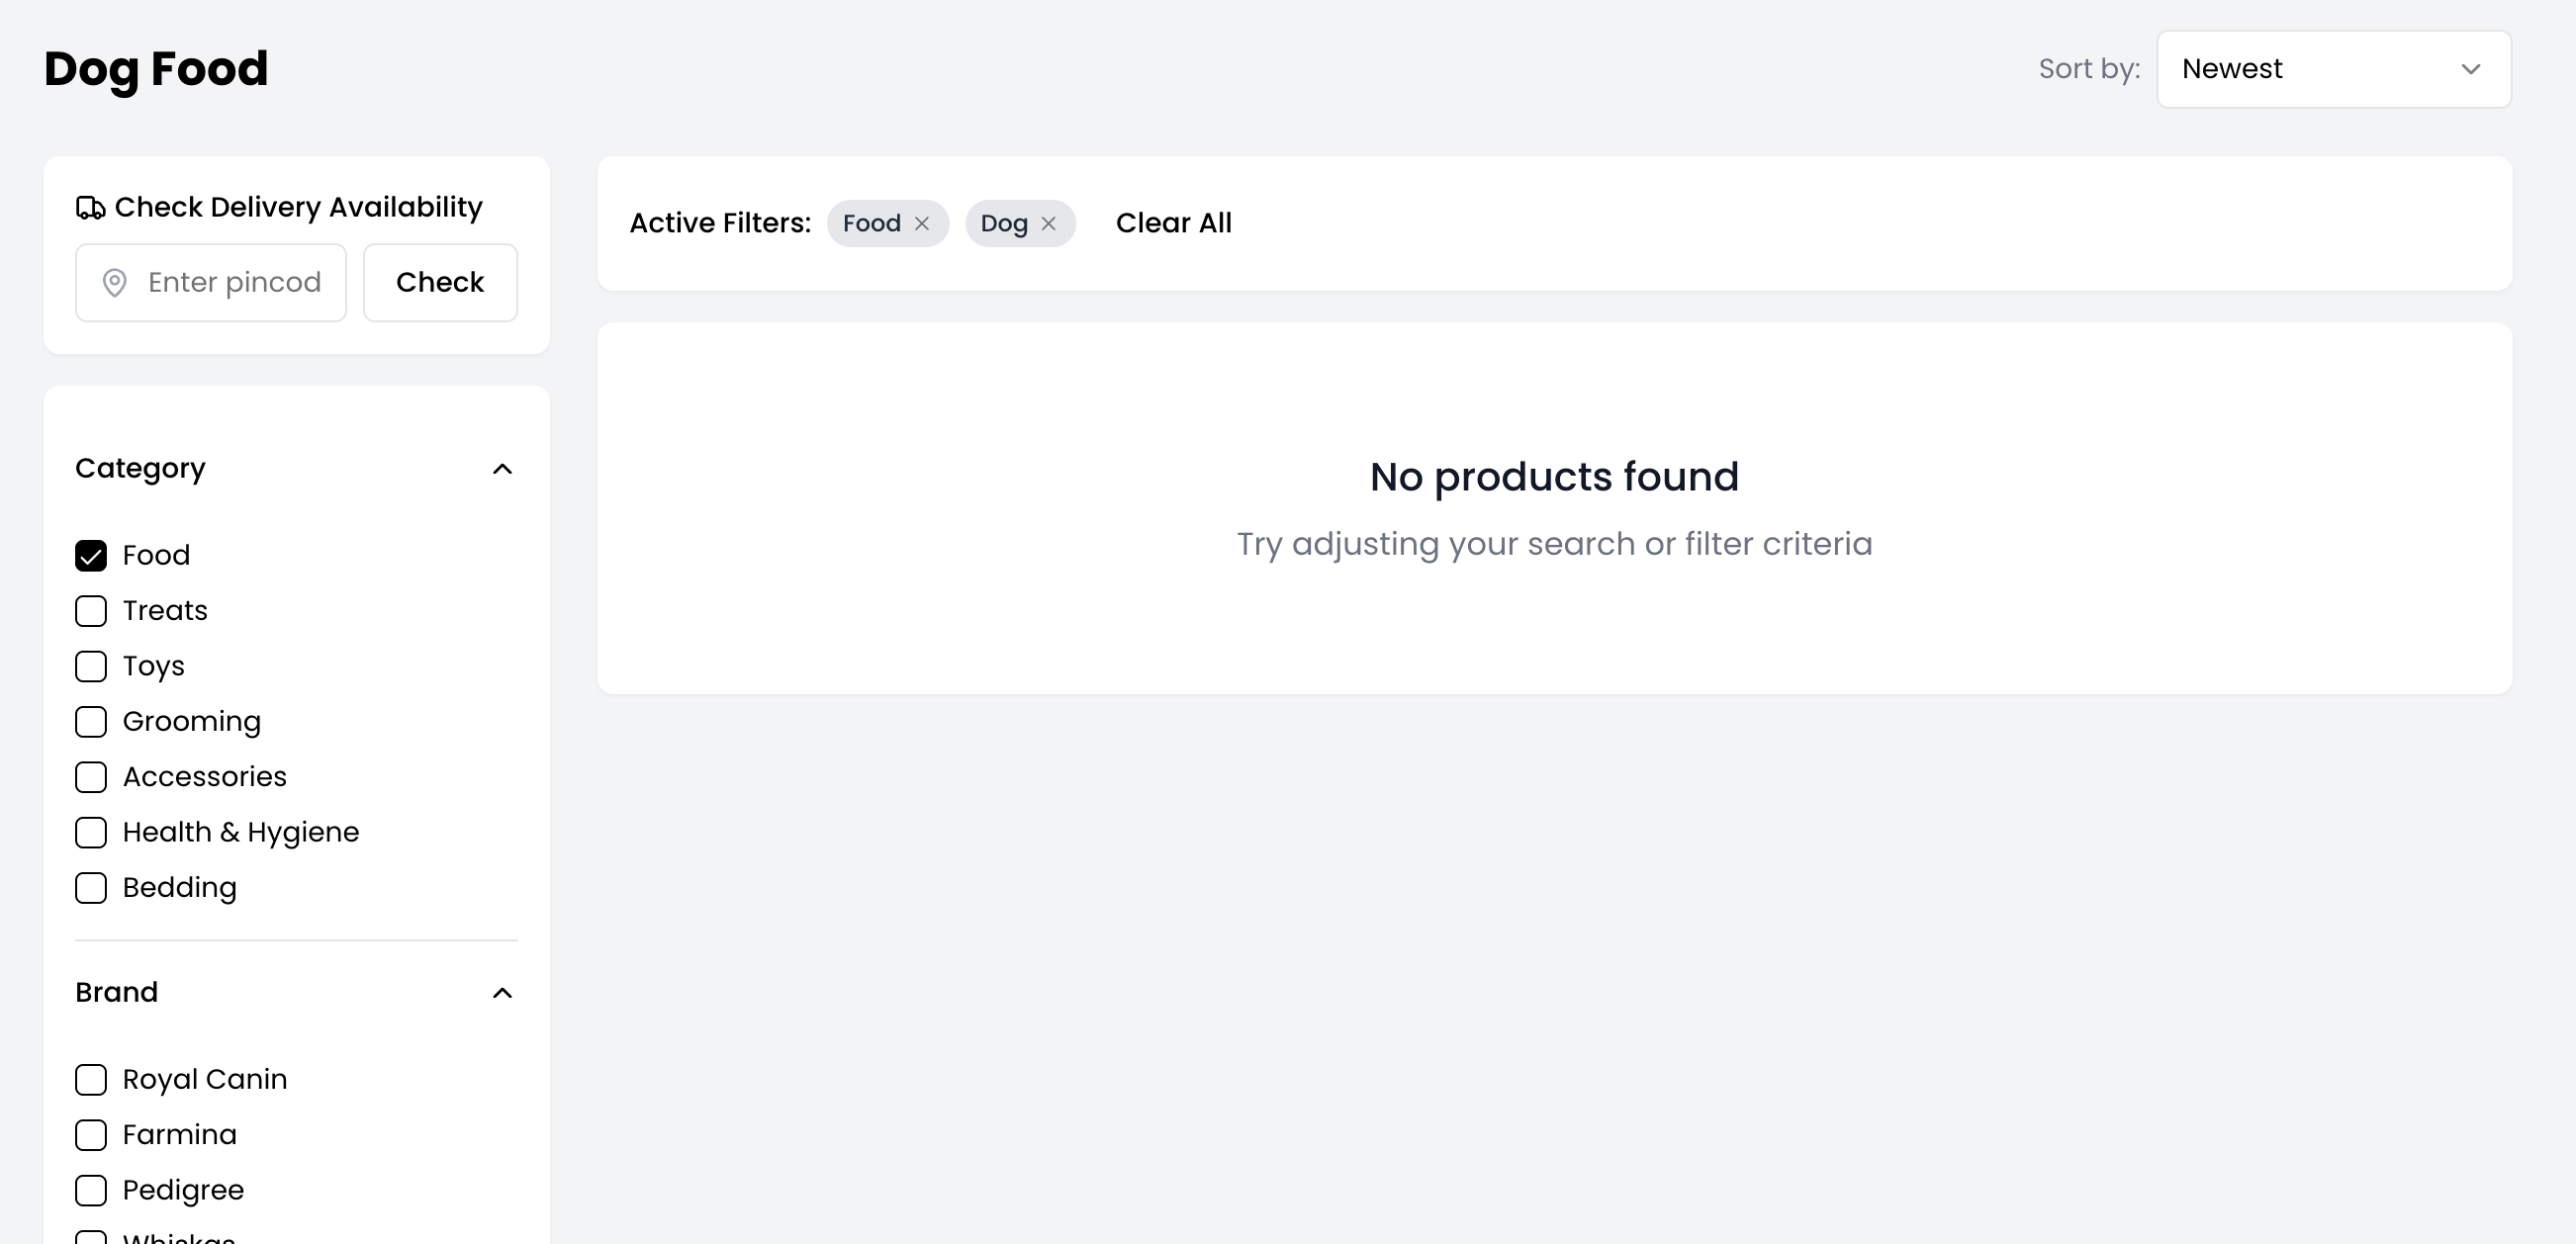 Dog Food
Sort by: Newest
Check Delivery Availability
Enter pincod
Check
Category
Food
Treats
Toys
Grooming
Accessories
Health & Hygiene
Bedding
Brand
Royal Canin
Farmina
Pedigree
Whiskas
Active Filters: Food Dog Clear All
No products found
Try adjusting your search or filter criteria